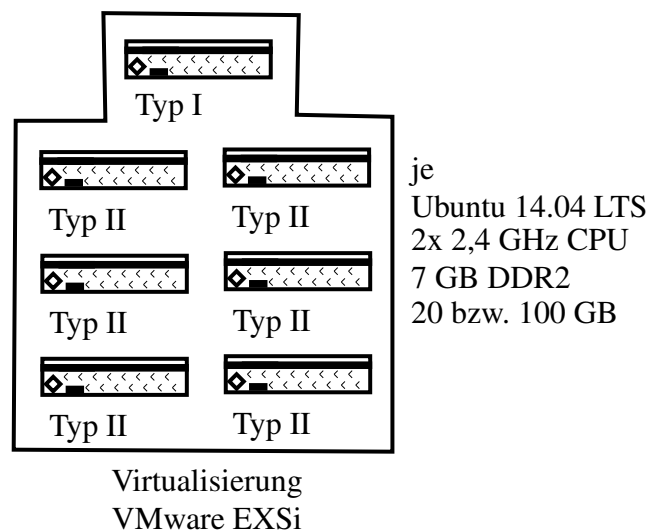 Typ I
Typ II
Typ II
Typ II
Typ II
Typ II
Typ II
je
Ubuntu 14.04 LTS
2x 2,4 GHz CPU
7 GB DDR2
20 bzw. 100 GB
Virtualisierung
VMware EXSi